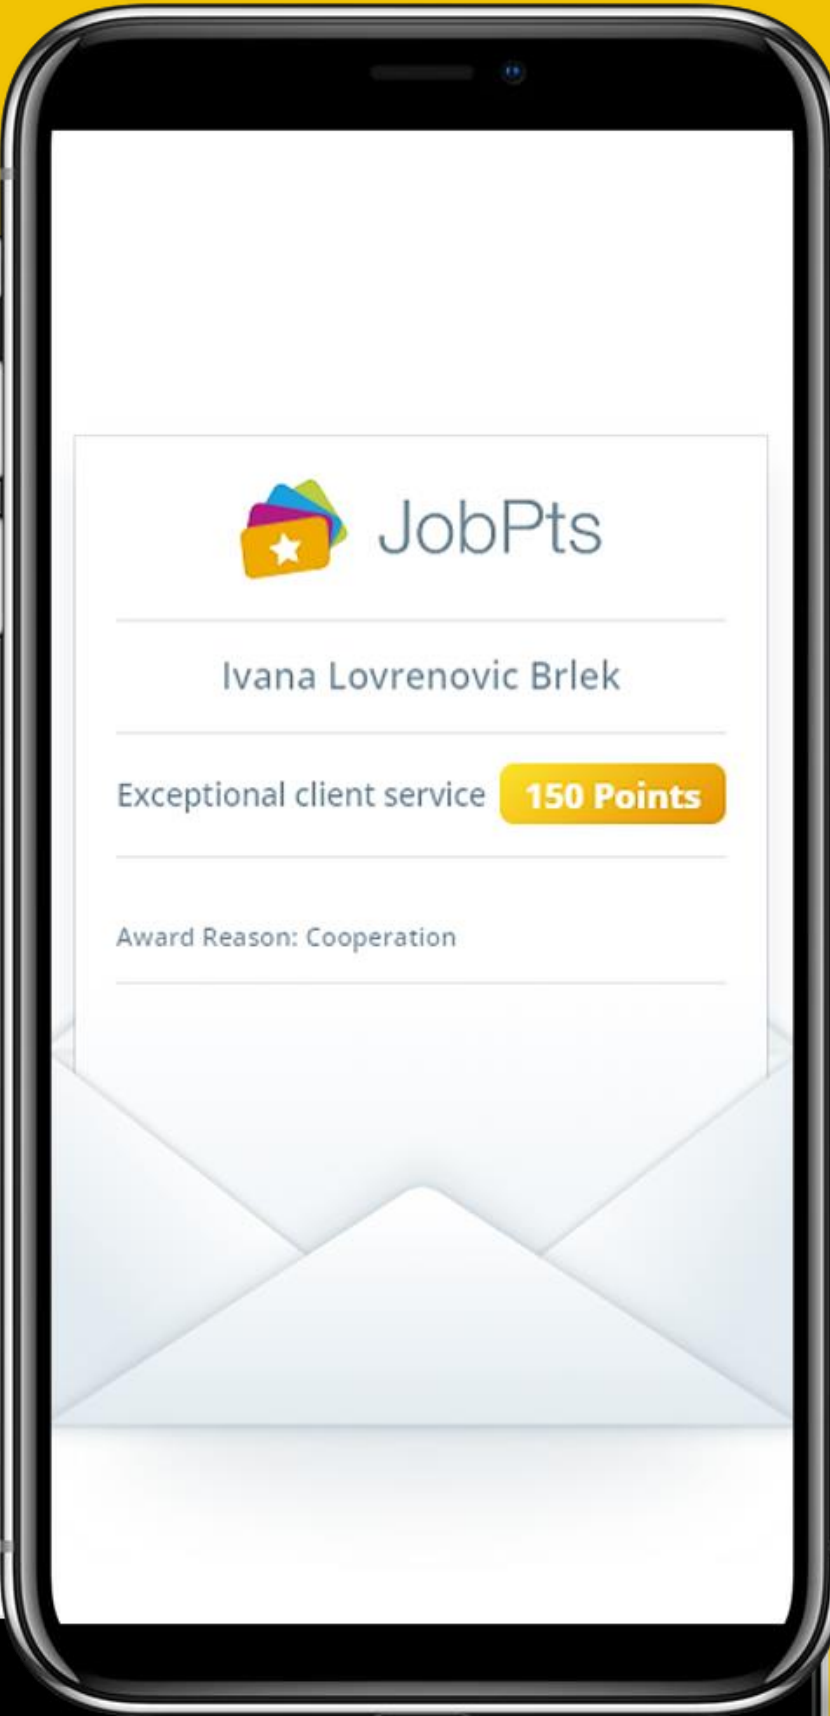 JobPts
Ivana Lovrenovic Brlek
Exceptional client service 150 Points
Award Reason: Cooperation